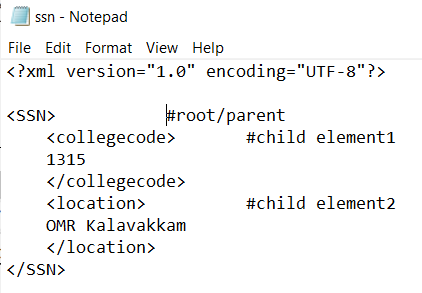 ssn - Notepad
File Edit Format View Help
<?xml version="1.0" encoding="UTF-8"?>
<SSN> #root/parent
<collegecode> #child element1
1315
</collegecode>
<location> #child element2
OMR Kalavakkam
</location>
</SSN>